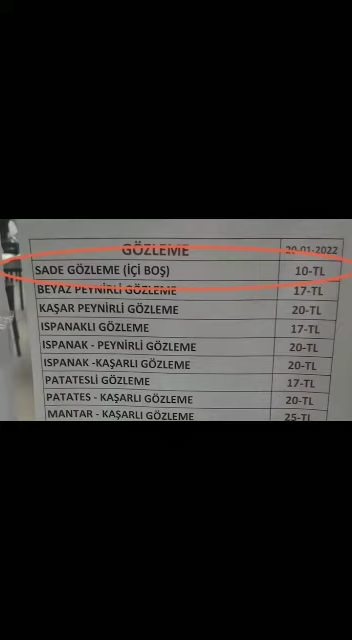 GÖZLEME 20-01-2022
SADE GÖZLEME (İÇİ BOŞ) 10-TL
BEYAZ PEYNİRLİ GÖZLEME 17-TL
KAŞAR PEYNİRLİ GÖZLEME 20-TL
ISPANAKLI GÖZLEME 17-TL
ISPANAK - PEYNİRLİ GÖZLEME 20-TL
ISPANAK -KAŞARLI GÖZLEME 20-TL
PATATESLİ GÖZLEME 17-TL
PATATES - KAŞARLI GÖZLEME 20-TL
MANTAR - KAŞARLI GÖZLEME 25-TL